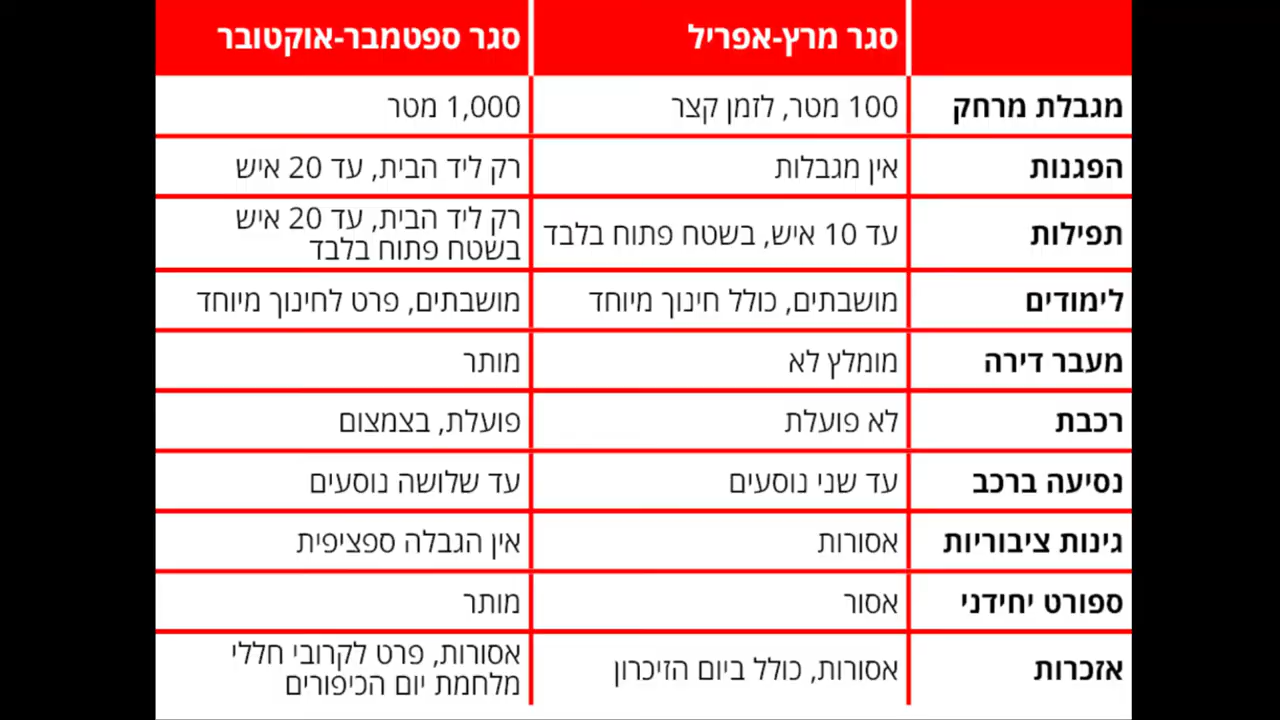 סגר מרץ-אפריל סגר ספטמבר-אוקטובר
מגבלת מרחק 100 מטר, לזמן קצר 1,000 מטר
הפגנות אין מגבלות רק ליד הבית, עד 20 איש
תפילות עד 10 איש, בשטח פתוח בלבד רק ליד הבית, עד 20 איש
בשטח פתוח בלבד
לימודים מושבתים, כולל חינוך מיוחד מושבתים, פרט לחינוך מיוחד
מעבר דירה מומלץ לא מותר
רכבת לא פועלת פועלת, בצמצום
נסיעה ברכב עד שני נוסעים עד שלושה נוסעים
גינות ציבוריות אסורות אין הגבלה ספציפית
ספורט יחידני אסור מותר
אזכרות אסורות, כולל ביום הזיכרון אסורות, פרט לקרובי חללי
מלחמת יום הכיפורים